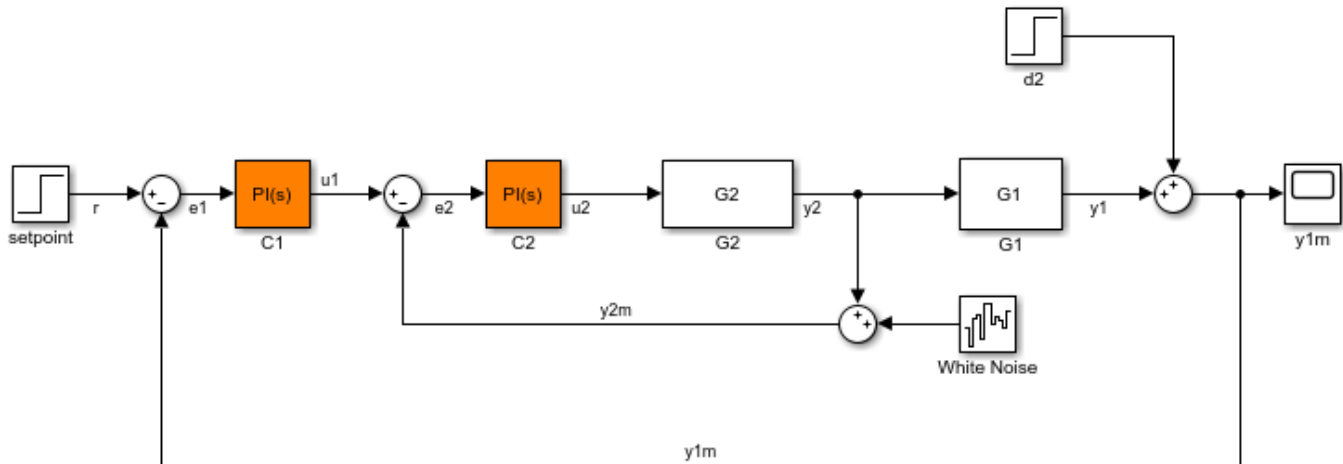 d2
setpoint
r
e1
PI(s)
C1
u1
e2
PI(s)
C2
u2
G2
G2
y2
G1
G1
y1
y1m
y2m
White Noise
y1m